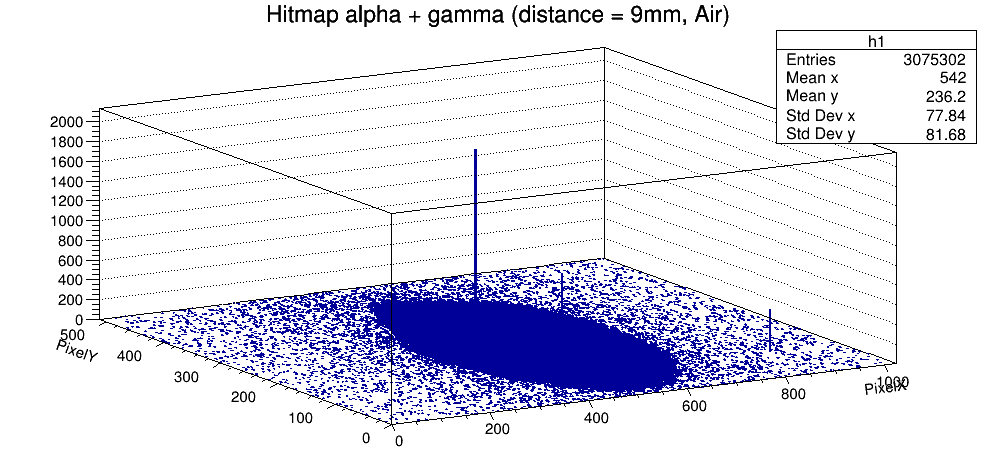 Hitmap alpha + gamma (distance = 9mm, Air)
h1
Entries 3075302
Mean x 542
Mean y 236.2
Std Dev x 77.84
Std Dev y 81.68
2000
1800
1600
1400
1200
1000
800
600
400
200
0
500
PixelY
400
300
200
100
0
0
200
400
600
800
1000
PixelX